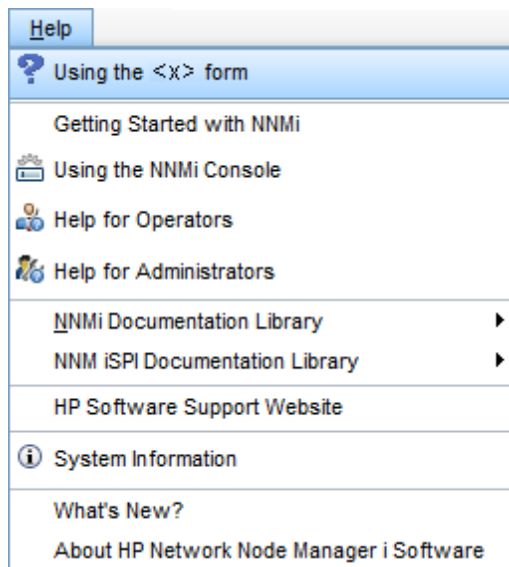 Help
Using the <x> form
Getting Started with NNMi
Using the NNMi Console
Help for Operators
Help for Administrators
NNMi Documentation Library
NNM iSPI Documentation Library
HP Software Support Website
System Information
What's New?
About HP Network Node Manager i Software